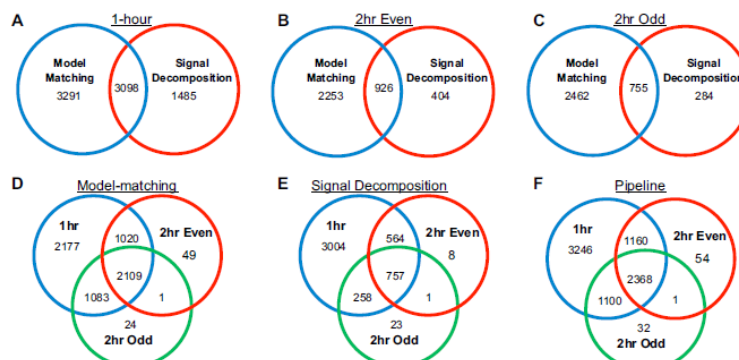 A 1-hour
Model Matching 3291
3098
Signal Decomposition 1485
B 2hr Even
Model Matching 2253
926
Signal Decomposition 404
C 2hr Odd
Model Matching 2462
755
Signal Decomposition 284
D Model-matching
1hr 2177
1020
2hr Even 49
2109
1083
1
24
2hr Odd
E Signal Decomposition
1hr 3004
564
2hr Even 8
757
258
1
23
2hr Odd
F Pipeline
1hr 3246
1160
2hr Even 54
2368
1100
1
32
2hr Odd